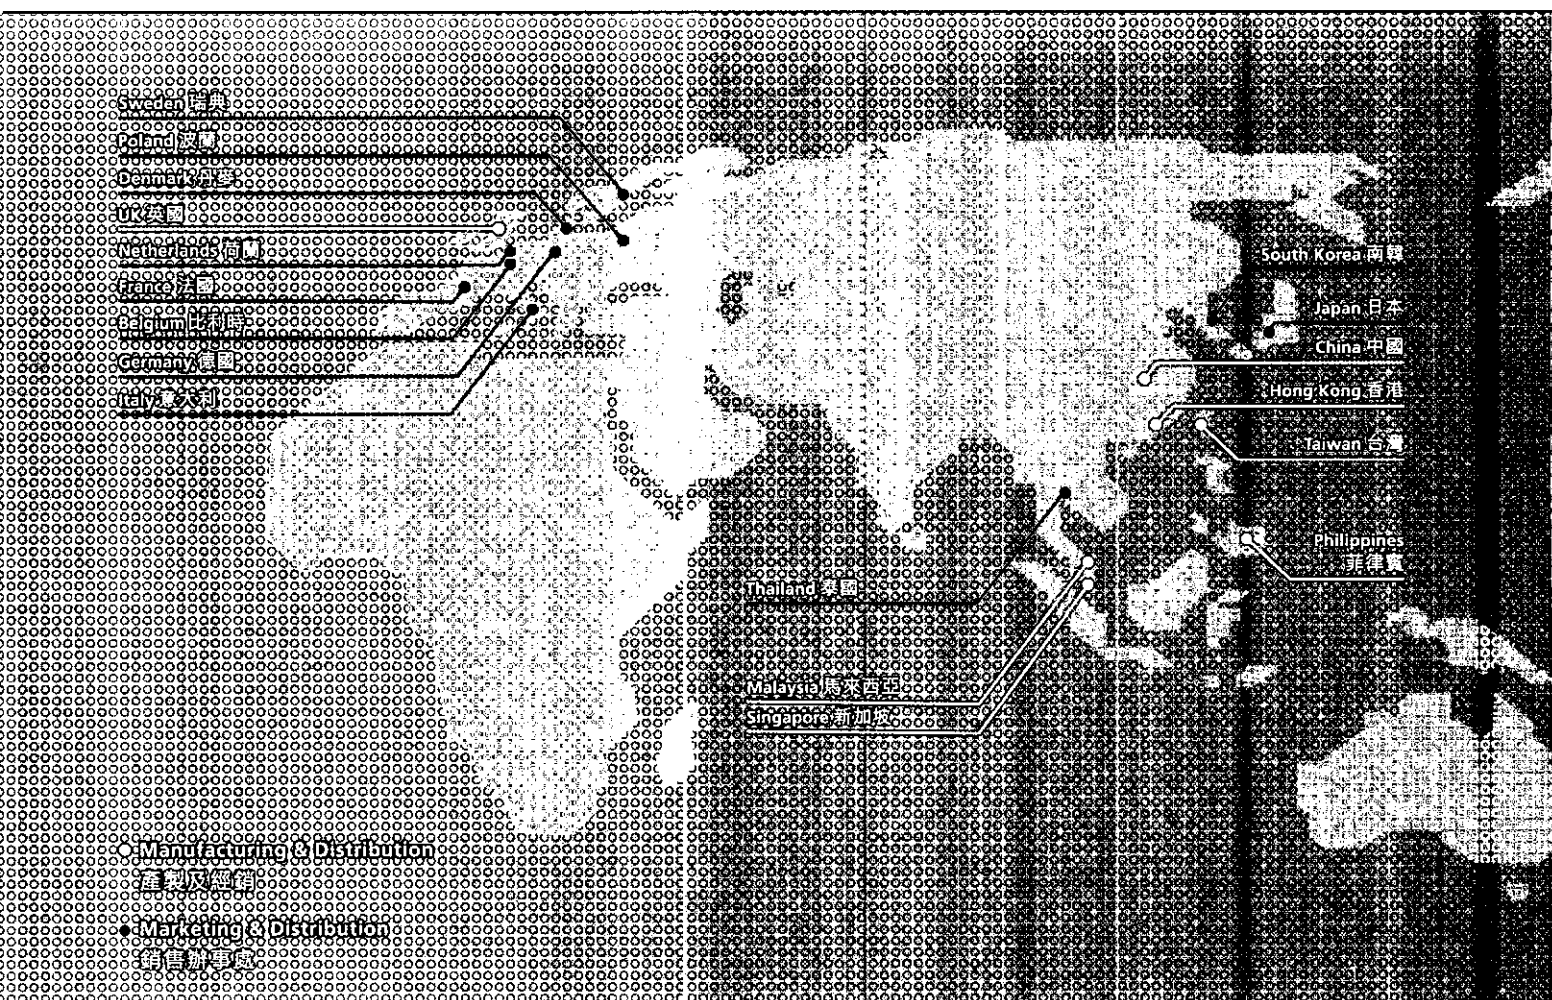 Sweden 瑞典
Poland 波蘭
Denmark 丹麥
UK 英國
Netherlands 荷蘭
France 法國
Belgium 比利時
Germany 德國
Italy 意大利
South Korea 南韓
Japan 日本
China 中國
Hong Kong 香港
Taiwan 台灣
Philippines
菲律賓
Thailand 泰國
Malaysia 馬來西亞
Singapore 新加坡
Manufacturing & Distribution
產製及經銷
Marketing & Distribution
銷售辦事處